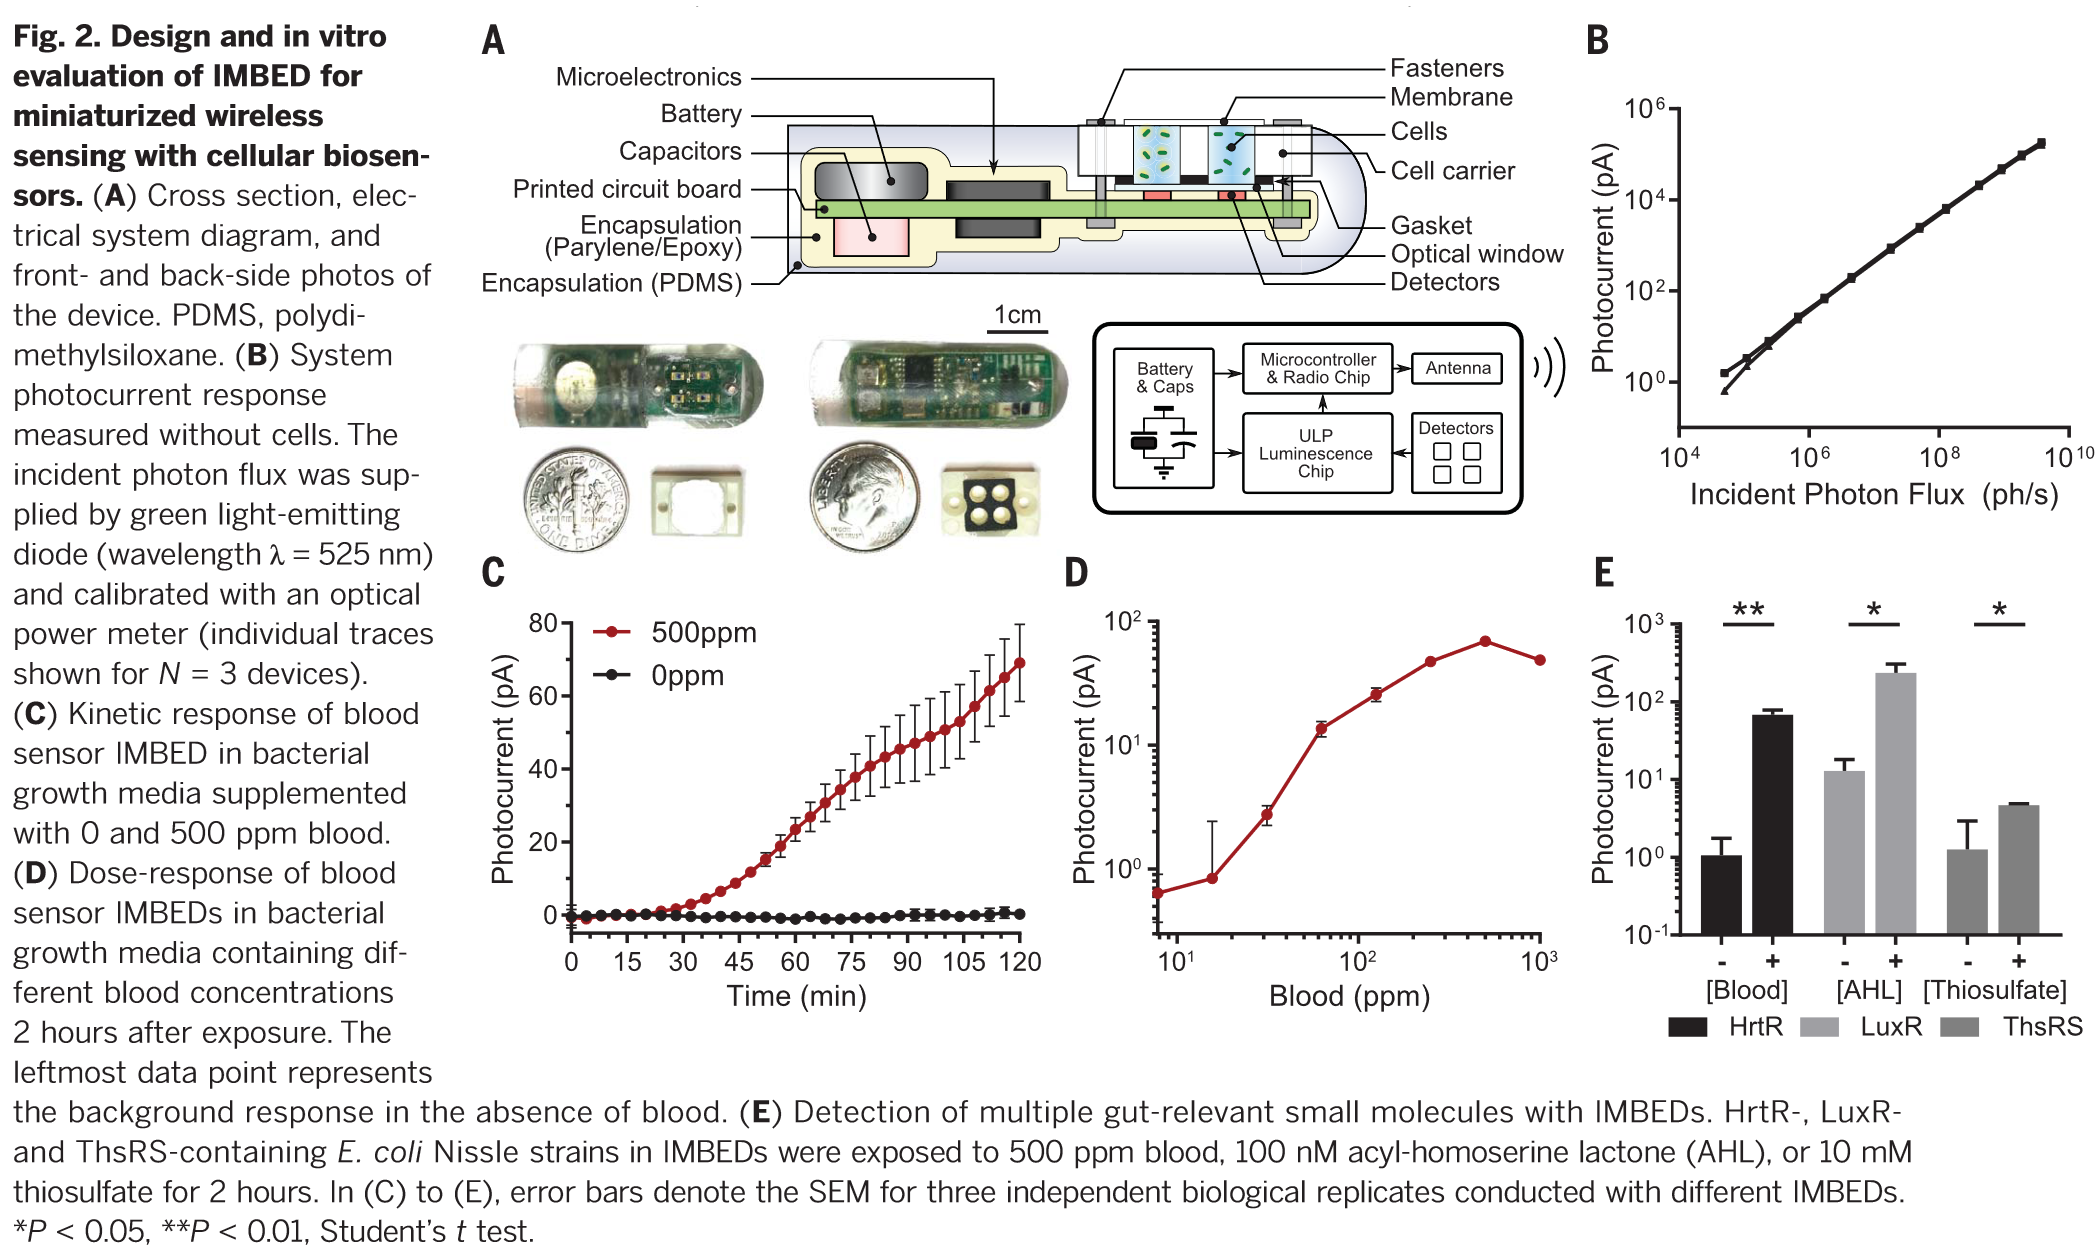 Fig. 2. Design and in vitro
evaluation of IMBED for
miniaturized wireless
sensing with cellular biosen-
sors. (A) Cross section, elec-
trical system diagram, and
front- and back-side photos of
the device. PDMS, polydi-
methylsiloxane. (B) System
photocurrent response
measured without cells. The
incident photon flux was sup-
plied by green light-emitting
diode (wavelength λ = 525 nm)
and calibrated with an optical
power meter (individual traces
shown for N = 3 devices).
(C) Kinetic response of blood
sensor IMBED in bacterial
growth media supplemented
with 0 and 500 ppm blood.
(D) Dose-response of blood
sensor IMBEDs in bacterial
growth media containing dif-
ferent blood concentrations
2 hours after exposure. The
leftmost data point represents
the background response in the absence of blood. (E) Detection of multiple gut-relevant small molecules with IMBEDs. HrtR-, LuxR-
and ThsRS-containing E. coli Nissle strains in IMBEDs were exposed to 500 ppm blood, 100 nM acyl-homoserine lactone (AHL), or 10 mM
thiosulfate for 2 hours. In (C) to (E), error bars denote the SEM for three independent biological replicates conducted with different IMBEDs.
*P < 0.05, **P < 0.01, Student's t test.
A
Microelectronics
Battery
Capacitors
Printed circuit board
Encapsulation
(Parylene/Epoxy)
Encapsulation (PDMS)
Fasteners
Membrane
Cells
Cell carrier
Gasket
Optical window
Detectors
1cm
LIBERTY
ONE DIME
Battery
& Caps
Microcontroller
& Radio Chip
Antenna
ULP
Luminescence
Chip
Detectors
B
Photocurrent (pA)
10^6
10^4
10^2
10^0
10^4 10^6 10^8 10^10
Incident Photon Flux (ph/s)
C
Photocurrent (pA)
80
60
40
20
0
500ppm
0ppm
0 15 30 45 60 75 90 105 120
Time (min)
D
Photocurrent (pA)
10^2
10^1
10^0
10^1 10^2 10^3
Blood (ppm)
E
Photocurrent (pA)
10^3
10^2
10^1
10^0
10^-1
** * *
- + - + - +
[Blood] [AHL] [Thiosulfate]
HrtR LuxR ThsRS